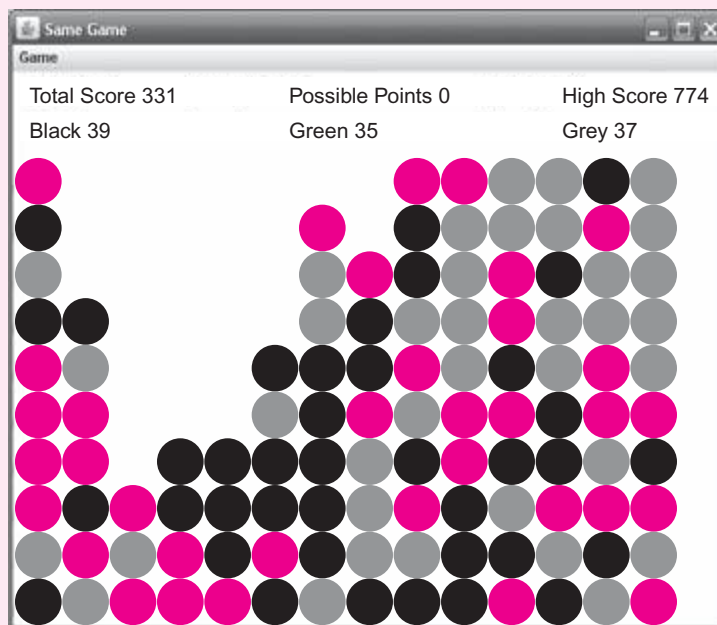 Same Game
Game
Total Score 331 Possible Points 0 High Score 774
Black 39 Green 35 Grey 37